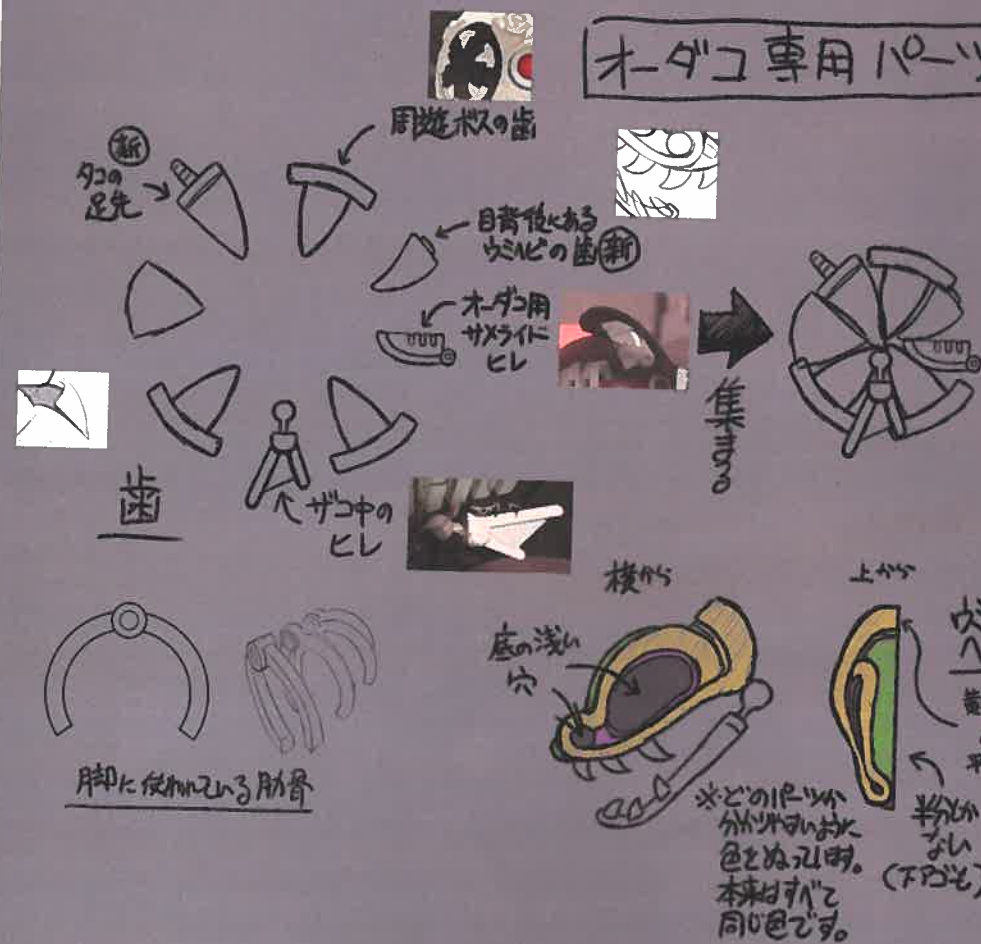 オーダコ専用パーツ
周遊ボスの歯
新
タコの
足先
目背後にある
ウミヘビの歯 新
オーダコ用
サメライド
ヒレ
集まる
歯
ザコ中の
ヒレ
脚に使われている肋骨
横から
上から
底の浅い
穴
※どのパーツか
分かりやすいように
色をぬっています。
本来はすべて
同じ色です。
半分しか
ない
(下アゴも)